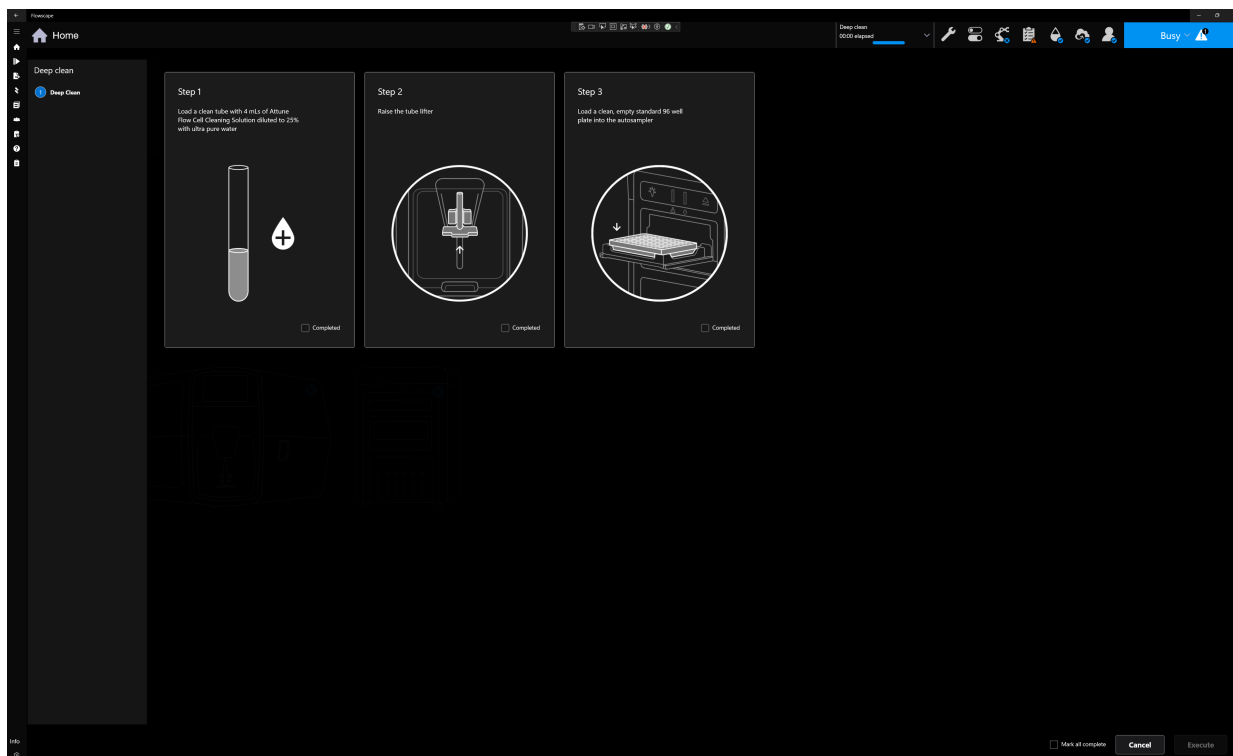 Flowscape
Home
Deep clean
00:00 elapsed
Busy
Deep clean
! Deep Clean
Step 1
Load a clean tube with 4 mLs of Attune
Flow Cell Cleaning Solution diluted to 25%
with ultra pure water
Completed
Step 2
Raise the tube lifter
Completed
Step 3
Load a clean, empty standard 96 well
plate into the autosampler
Completed
Info
Mark all complete
Cancel
Execute